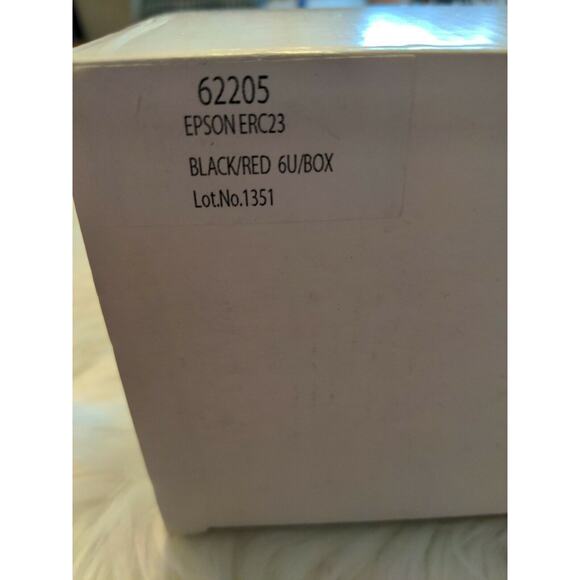 62205
EPSON ERC23
BLACK/RED 6U/BOX
Lot.No.1351